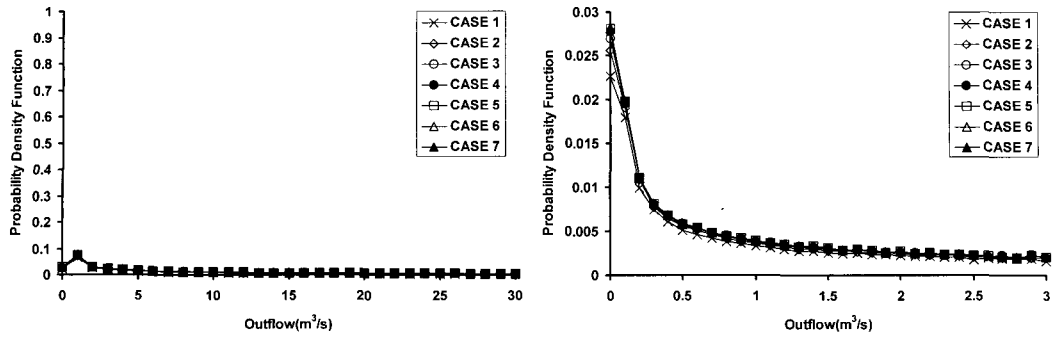 Probability Density Function
1
0.9
0.8
0.7
0.6
0.5
0.4
0.3
0.2
0.1
0
0 5 10 15 20 25 30
Outflow(m³/s)
CASE 1
CASE 2
CASE 3
CASE 4
CASE 5
CASE 6
CASE 7
Probability Density Function
0.03
0.025
0.02
0.015
0.01
0.005
0
0 0.5 1 1.5 2 2.5 3
Outflow(m³/s)
CASE 1
CASE 2
CASE 3
CASE 4
CASE 5
CASE 6
CASE 7